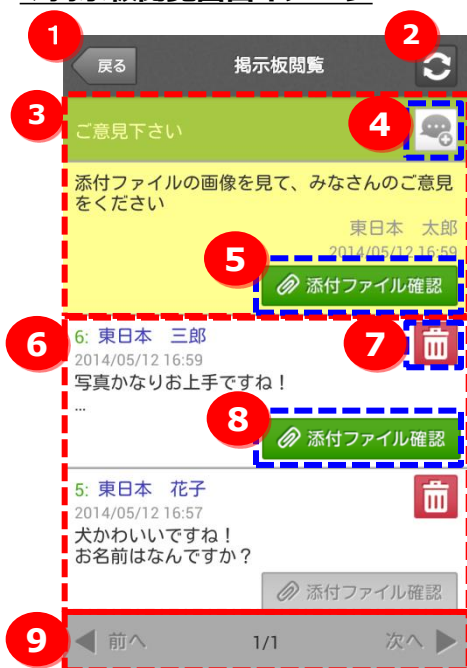 1
2
戻る
掲示板閲覧
3
ご意見下さい
4
添付ファイルの画像を見て、みなさんのご意見
をください
東日本 太郎
2014/05/12 16:59
5
添付ファイル確認
6
6: 東日本 三郎
7
2014/05/12 16:59
写真かなりお上手ですね！
...
8
添付ファイル確認
5: 東日本 花子
2014/05/12 16:57
犬かわいいですね！
お名前はなんですか？
添付ファイル確認
9
前へ
1/1
次へ